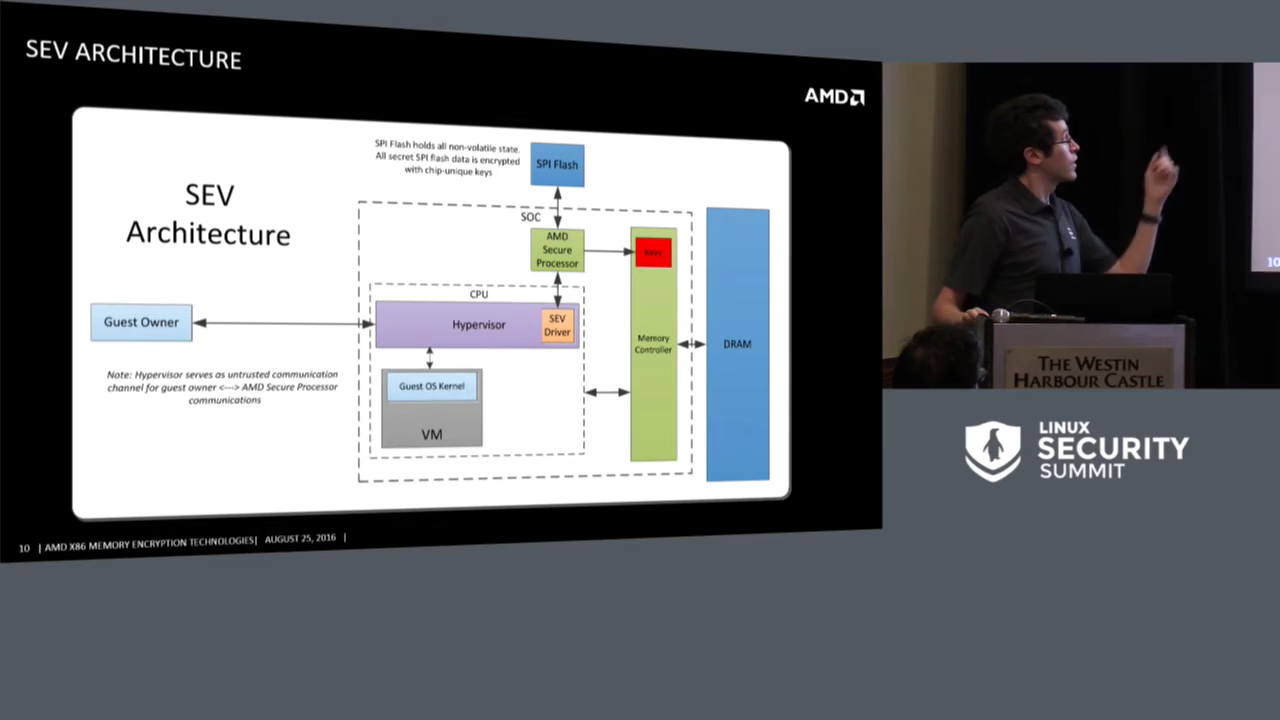 SEV ARCHITECTURE
AMD
SPI Flash holds all non-volatile state.
All secret SPI flash data is encrypted
with chip-unique keys
SPI Flash
SEV
Architecture
SOC
AMD
Secure
Processor
Keys
CPU
Guest Owner
Hypervisor
SEV
Driver
Memory
Controller
DRAM
Note: Hypervisor serves as untrusted communication
channel for guest owner <---> AMD Secure Processor
communications
Guest OS Kernel
VM
10 | AMD X86 MEMORY ENCRYPTION TECHNOLOGIES| AUGUST 25, 2016 |
10
THE WESTIN
HARBOUR CASTLE
LINUX
SECURITY
SUMMIT